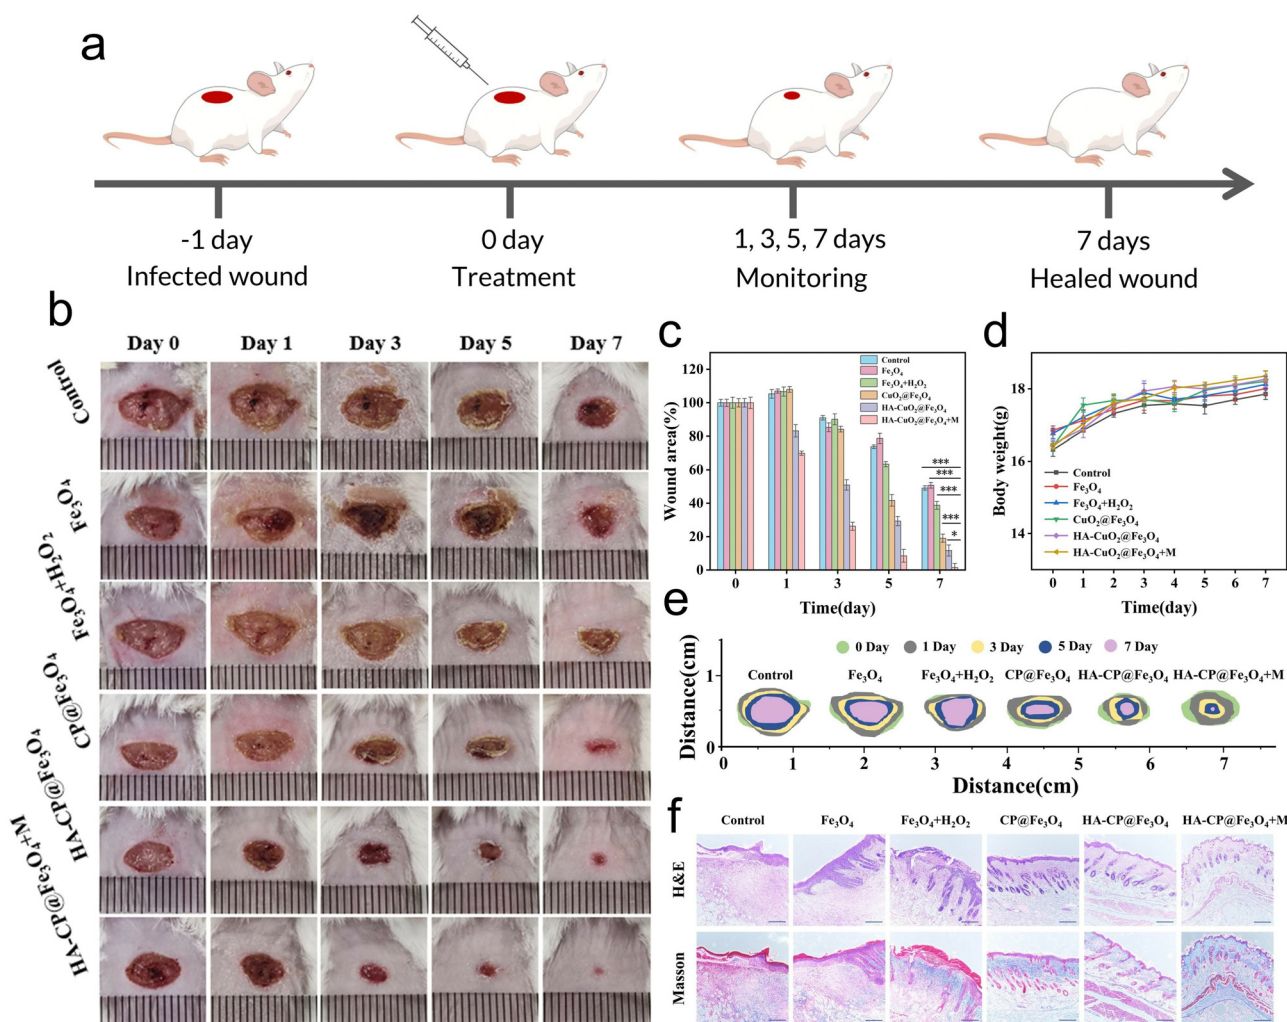 a
-1 day
0 day
1, 3, 5, 7 days
7 days
Infected wound
Treatment
Monitoring
Healed wound
b
Day 0
Day 1
Day 3
Day 5
Day 7
Control
Fe₃O₄
Fe₃O₄+H₂O₂
CP@Fe₃O₄
HA-CP@Fe₃O₄
HA-CP@Fe₃O₄+M
c
Wound area(%)
120
100
80
60
40
20
0
Control
Fe₃O₄
Fe₃O₄+H₂O₂
CuO₂@Fe₃O₄
HA-CuO₂@Fe₃O₄
HA-CuO₂@Fe₃O₄+M
***
***
***
***
*
0
1
3
5
7
Time(day)
d
Body weight(g)
18
16
14
Control
Fe₃O₄
Fe₃O₄+H₂O₂
CuO₂@Fe₃O₄
HA-CuO₂@Fe₃O₄
HA-CuO₂@Fe₃O₄+M
0 1 2 3 4 5 6 7
Time(day)
e
0 Day
1 Day
3 Day
5 Day
7 Day
Distance(cm)
1
0
Control
Fe₃O₄
Fe₃O₄+H₂O₂
CP@Fe₃O₄
HA-CP@Fe₃O₄
HA-CP@Fe₃O₄+M
0 1 2 3 4 5 6 7
Distance(cm)
f
Control
Fe₃O₄
Fe₃O₄+H₂O₂
CP@Fe₃O₄
HA-CP@Fe₃O₄
HA-CP@Fe₃O₄+M
H&E
Masson